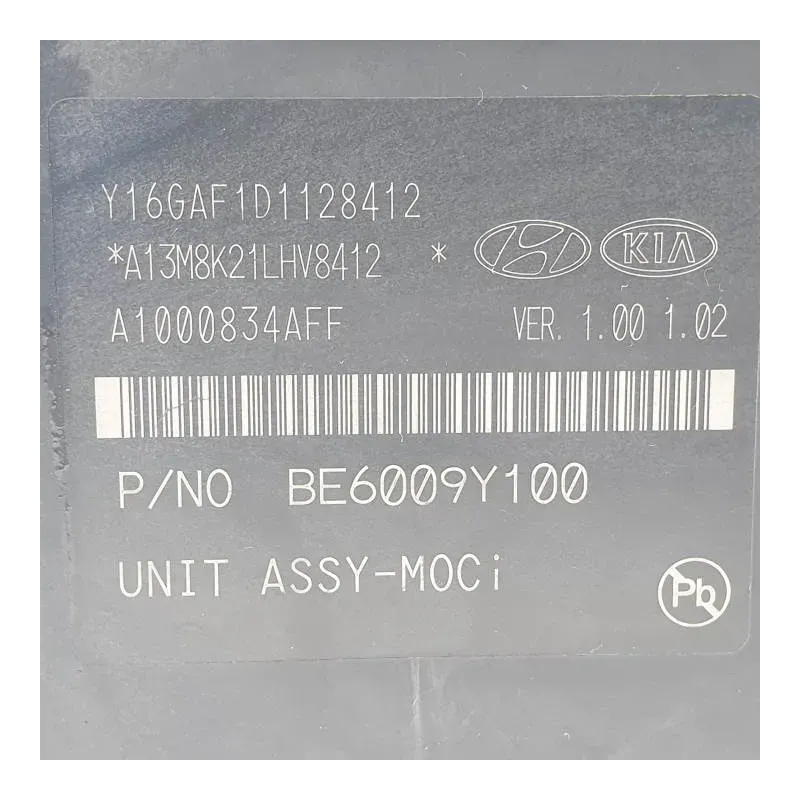 Y16GAF1D1128412
*A13M8K21LHV8412 *
KIA
A1000834AFF VER. 1.00 1.02
P/NO BE6009Y100
UNIT ASSY-MOCi
Pb